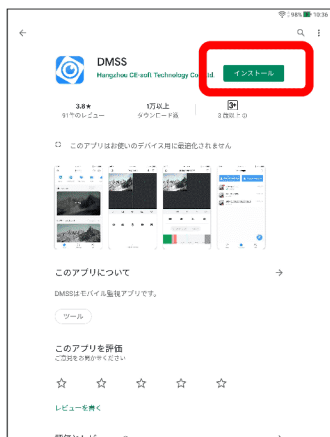 98% 10:36
DMSS
Hangzhou CE-soft Technology Co
インストール
3.8★
1万以上
3+
91件のレビュー
ダウンロード数
3 歳以上
このアプリはお使いのデバイス用に最適化されません
このアプリについて
DMSSはモバイル監視アプリです。
ツール
このアプリを評価
ご意見をお聞かせください
レビューを書く